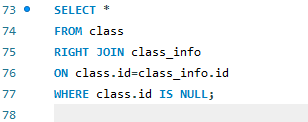 73 SELECT *
74 FROM class
75 RIGHT JOIN class_info
76 ON class.id=class_info.id
77 WHERE class.id IS NULL;
78